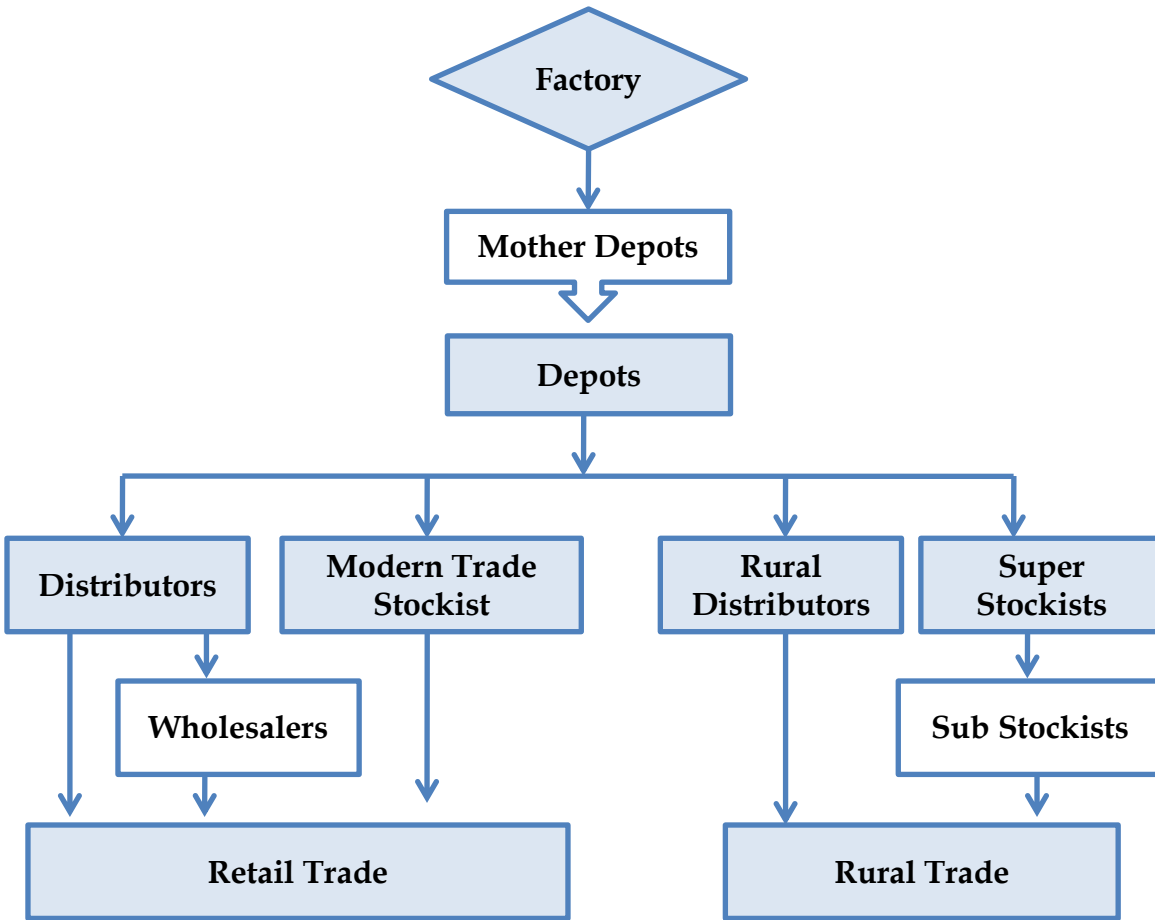 Factory
Mother Depots
Depots
Distributors
Modern Trade
Stockist
Rural
Distributors
Super
Stockists
Wholesalers
Sub Stockists
Retail Trade
Rural Trade